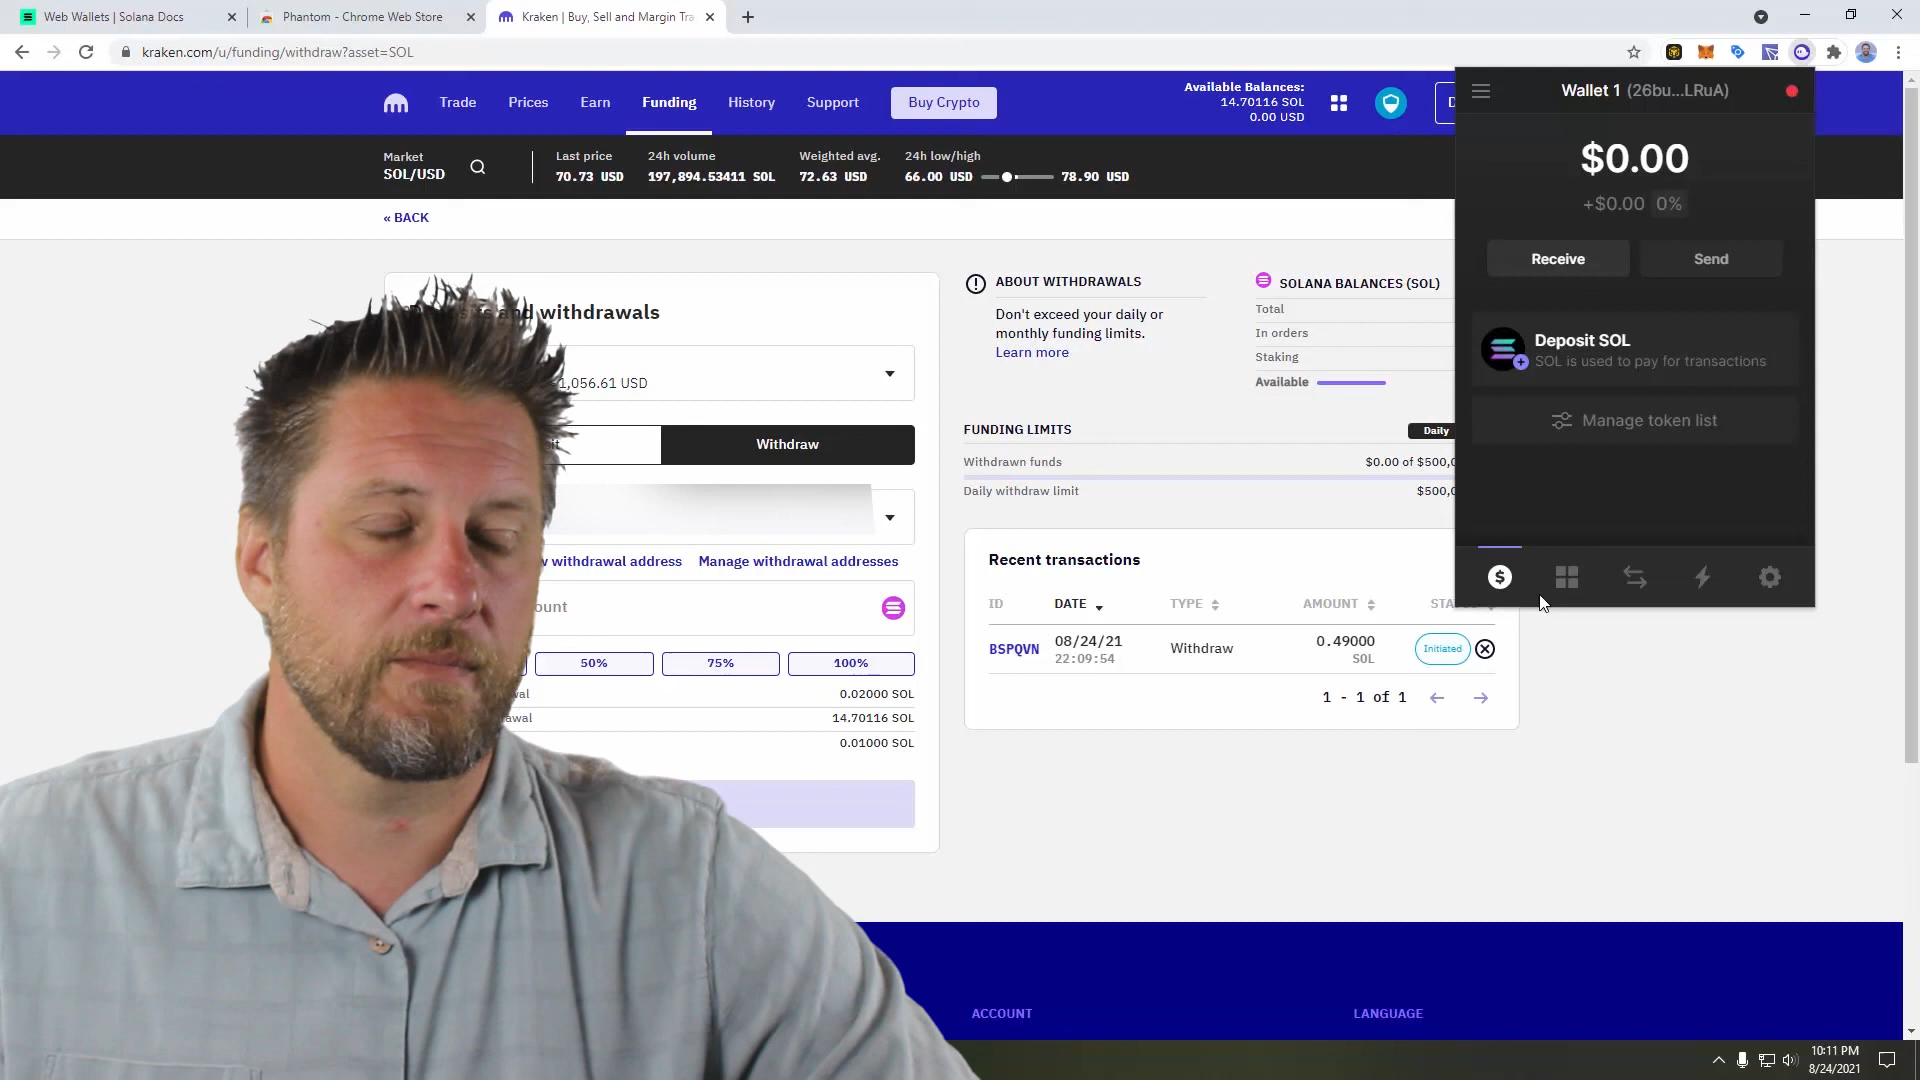 Web Wallets | Solana Docs
Phantom - Chrome Web Store
Kraken | Buy, Sell and Margin Tra
kraken.com/u/funding/withdraw?asset=SOL
Trade
Prices
Earn
Funding
History
Support
Buy Crypto
Available Balances:
14.70116 SOL
0.00 USD
Market
SOL/USD
Last price
70.73 USD
24h volume
197,894.53411 SOL
Weighted avg.
72.63 USD
24h low/high
66.00 USD
78.90 USD
« BACK
and withdrawals
1,056.61 USD
Withdraw
withdrawal address
Manage withdrawal addresses
50%
75%
100%
0.02000 SOL
14.70116 SOL
0.01000 SOL
ABOUT WITHDRAWALS
Don't exceed your daily or
monthly funding limits.
Learn more
SOLANA BALANCES (SOL)
Total
In orders
Staking
Available
FUNDING LIMITS
Daily
Withdrawn funds
$0.00 of $500,0
Daily withdraw limit
$500,0
Recent transactions
ID
DATE
TYPE
AMOUNT
BSPQVN
08/24/21
22:09:54
Withdraw
0.49000
SOL
Initiated
1 - 1 of 1
Wallet 1 (26bu...LRuA)
$0.00
+$0.00 0%
Receive
Send
Deposit SOL
SOL is used to pay for transactions
Manage token list
ACCOUNT
LANGUAGE
10:11 PM
8/24/2021